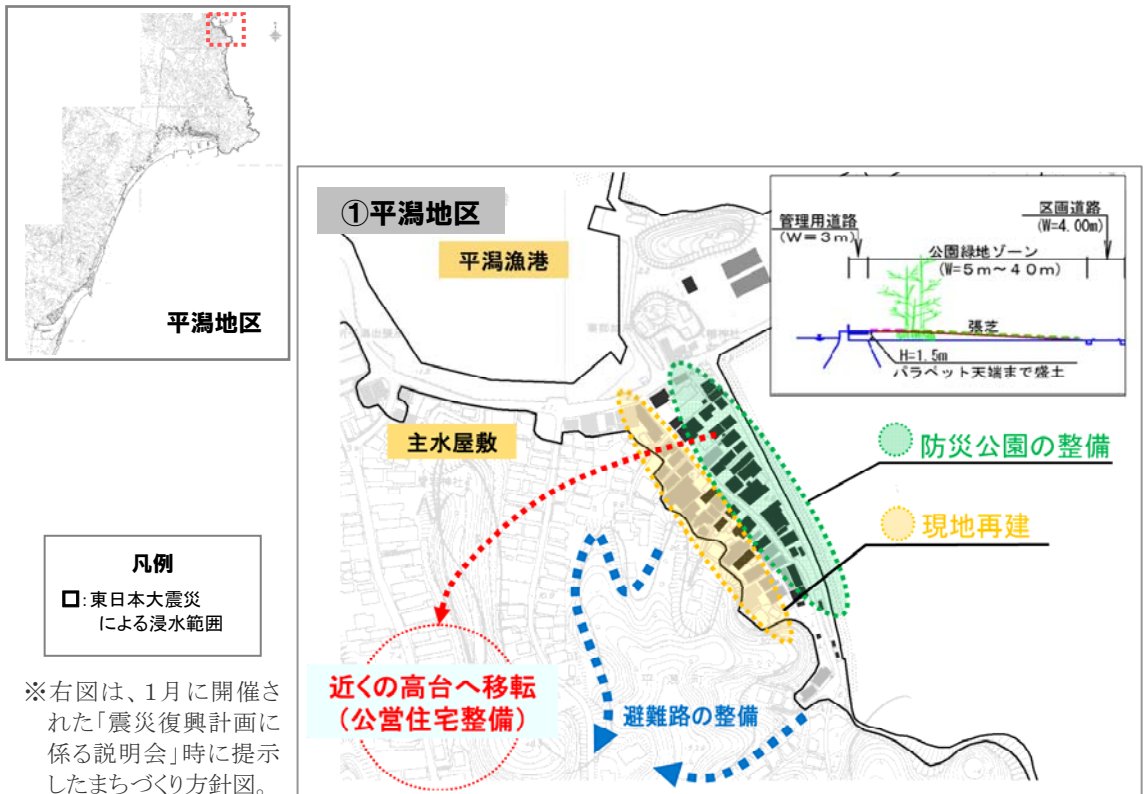 平潟地区
凡例
□:東日本大震災
による浸水範囲
※右図は、1月に開催さ
れた「震災復興計画に
係る説明会」時に提示
したまちづくり方針図。
①平潟地区
平潟漁港
主水屋敷
管理用道路
(W=3m)
区画道路
(W=4.00m)
公園緑地ゾーン
(W=5m~40m)
張芝
H=1.5m
パラペット天端まで盛土
防災公園の整備
現地再建
近くの高台へ移転
(公営住宅整備)
避難路の整備